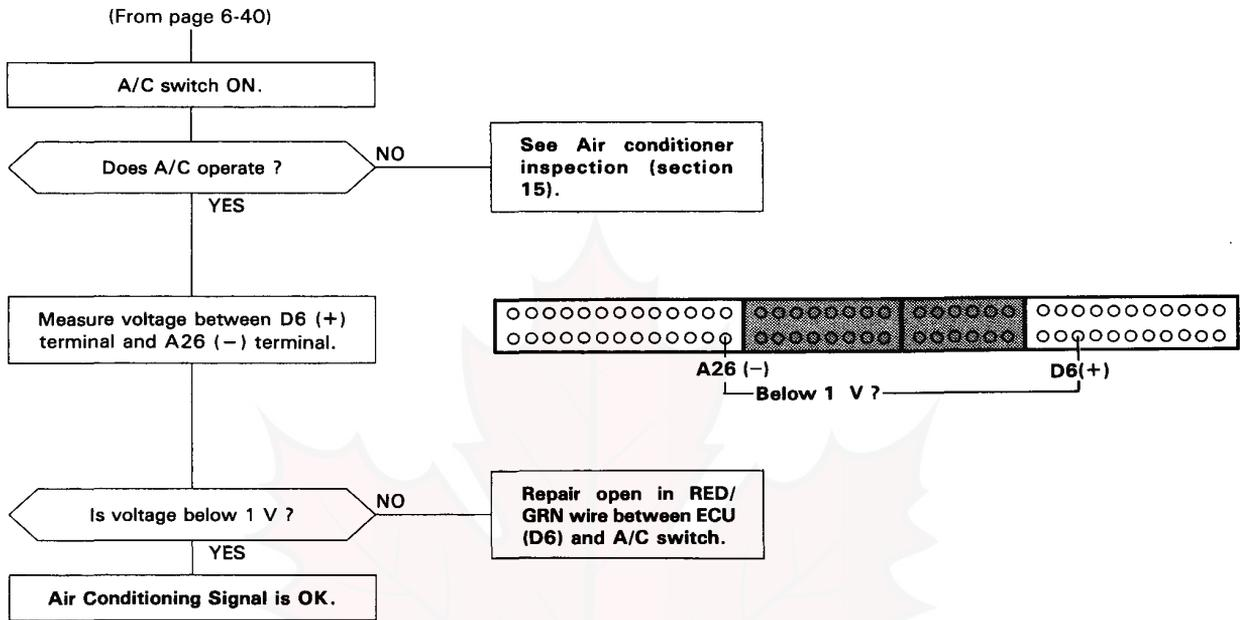 (From page 6-40)
A/C switch ON.
Does A/C operate ?
NO
See Air conditioner
inspection (section
15).
YES
Measure voltage between D6 (+)
terminal and A26 (−) terminal.
A26 (−)
D6(+)
Below 1 V ?
Is voltage below 1 V ?
NO
Repair open in RED/
GRN wire between ECU
(D6) and A/C switch.
YES
Air Conditioning Signal is OK.